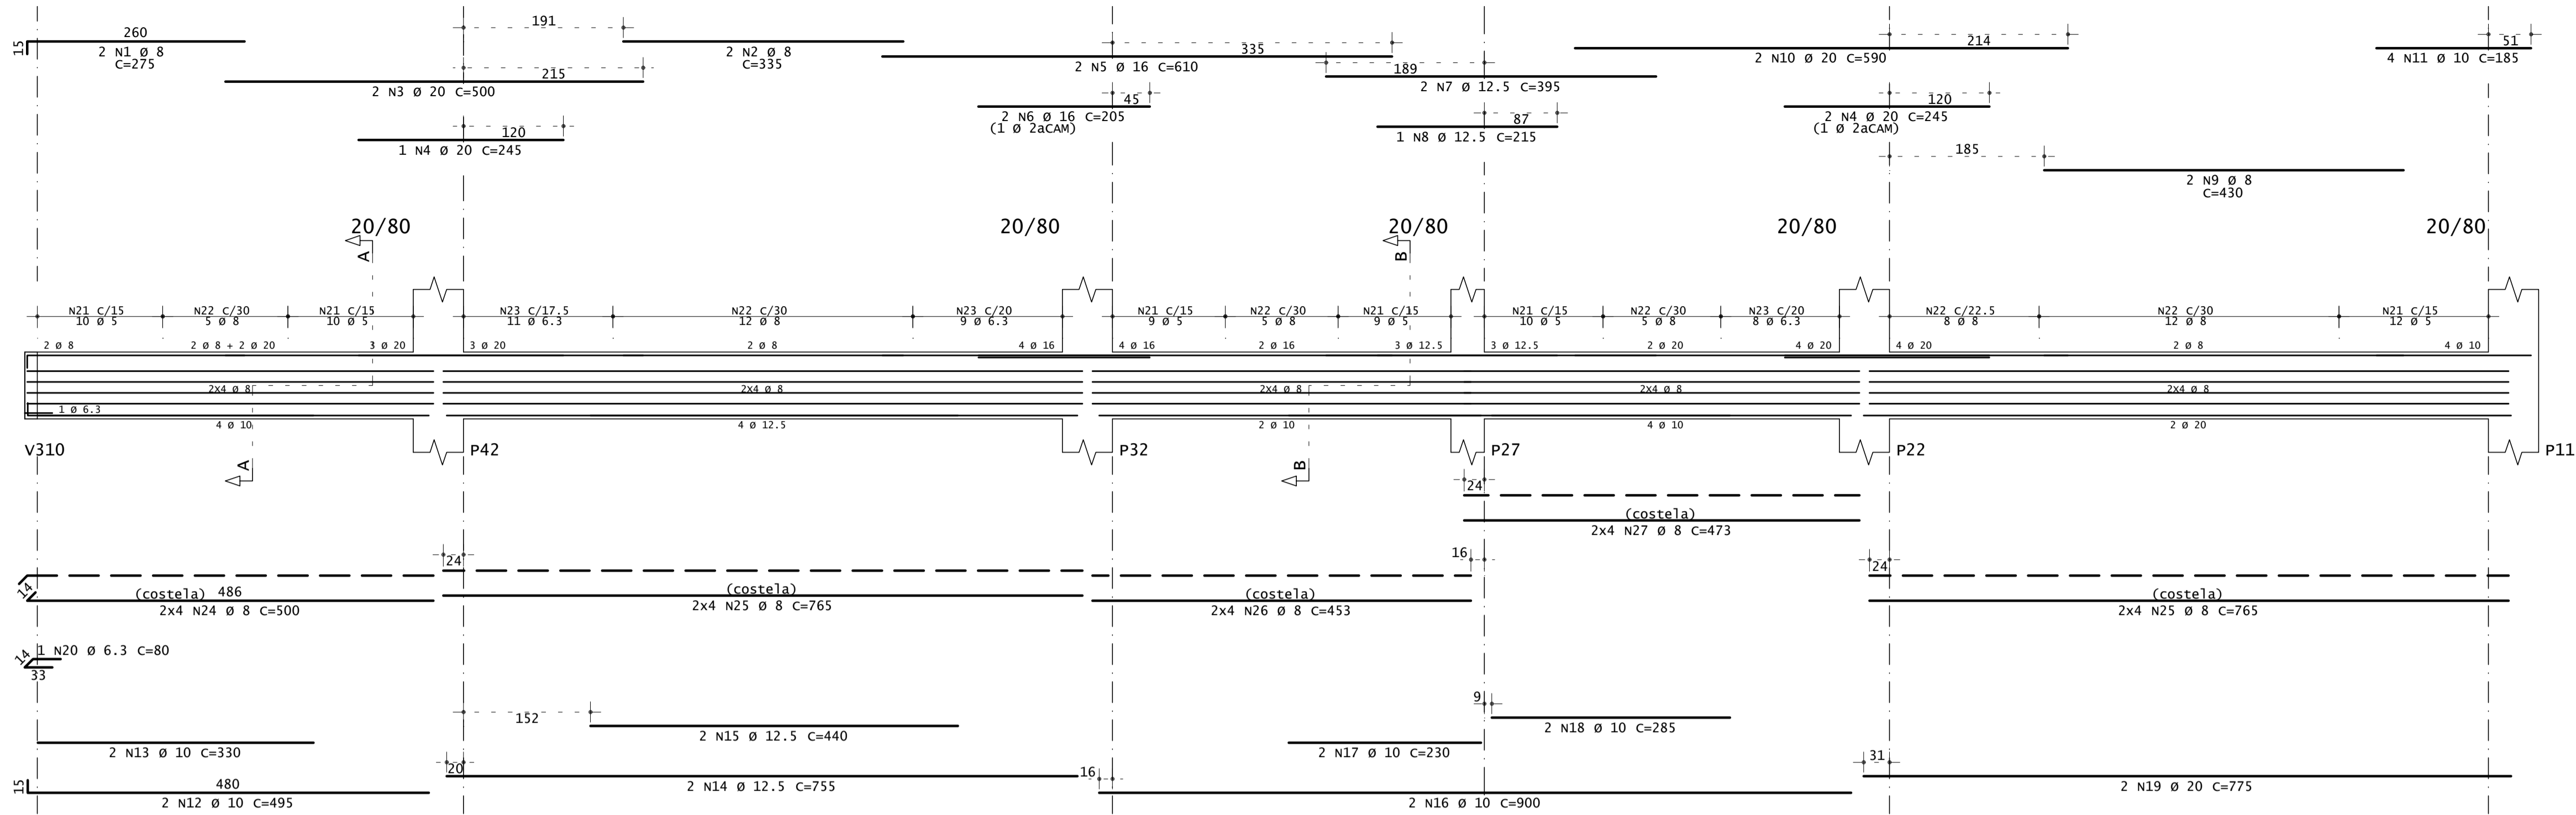 191
260
15
2 N1 Ø 8
C=275
2 N2 Ø 8
C=335
335
2 N5 Ø 16 C=610
214
2 N10 Ø 20 C=590
51
4 N11 Ø 10 C=185
215
2 N3 Ø 20 C=500
189
2 N7 Ø 12.5 C=395
45
2 N6 Ø 16 C=205
(1 Ø 2aCAM)
120
2 N4 Ø 20 C=245
(1 Ø 2aCAM)
120
1 N4 Ø 20 C=245
87
1 N8 Ø 12.5 C=215
185
2 N9 Ø 8
C=430
20/80 20/80 20/80 20/80 20/80
A B
N21 C/15 N22 C/30 N21 C/15 N23 C/17.5 N22 C/30 N23 C/20 N21 C/15 N22 C/30 N21 C/15 N21 C/15 N22 C/30 N23 C/20 N22 C/22.5 N22 C/30 N21 C/15
10 Ø 5 5 Ø 8 10 Ø 5 11 Ø 6.3 12 Ø 8 9 Ø 6.3 9 Ø 5 5 Ø 8 9 Ø 5 10 Ø 5 5 Ø 8 8 Ø 6.3 8 Ø 8 12 Ø 8 12 Ø 5
2 Ø 8 2 Ø 8 + 2 Ø 20 3 Ø 20 3 Ø 20 2 Ø 8 4 Ø 16 4 Ø 16 2 Ø 16 3 Ø 12.5 3 Ø 12.5 2 Ø 20 4 Ø 20 4 Ø 20 2 Ø 8 4 Ø 10
2x4 Ø 8 2x4 Ø 8 2x4 Ø 8 2x4 Ø 8 2x4 Ø 8
1 Ø 6.3
4 Ø 10 4 Ø 12.5 2 Ø 10 4 Ø 10 2 Ø 20
V310 P42 P32 P27 P22 P11
A B
24
(costela)
2x4 N27 Ø 8 C=473
24
16
24
14
(costela) 486
2x4 N24 Ø 8 C=500
(costela)
2x4 N25 Ø 8 C=765
(costela)
2x4 N26 Ø 8 C=453
(costela)
2x4 N25 Ø 8 C=765
14
1 N20 Ø 6.3 C=80
33
9
152
2 N18 Ø 10 C=285
2 N15 Ø 12.5 C=440
2 N13 Ø 10 C=330
2 N17 Ø 10 C=230
20
16
31
15
480
2 N12 Ø 10 C=495
2 N14 Ø 12.5 C=755
2 N16 Ø 10 C=900
2 N19 Ø 20 C=775